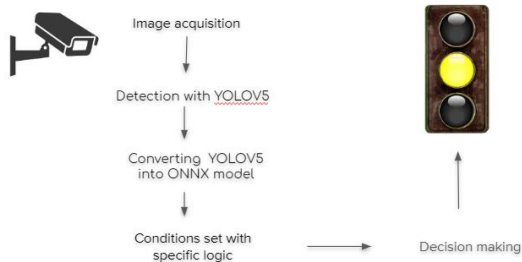 Image acquisition
Detection with YOLOV5
Converting YOLOV5
into ONNX model
Conditions set with
specific logic
Decision making